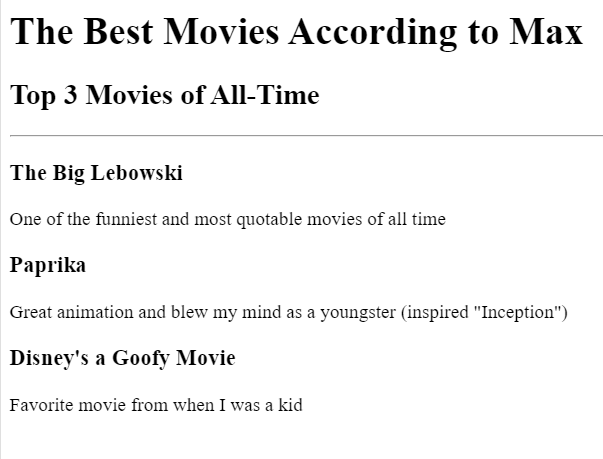 The Best Movies According to Max
Top 3 Movies of All-Time
The Big Lebowski
One of the funniest and most quotable movies of all time
Paprika
Great animation and blew my mind as a youngster (inspired "Inception")
Disney's a Goofy Movie
Favorite movie from when I was a kid